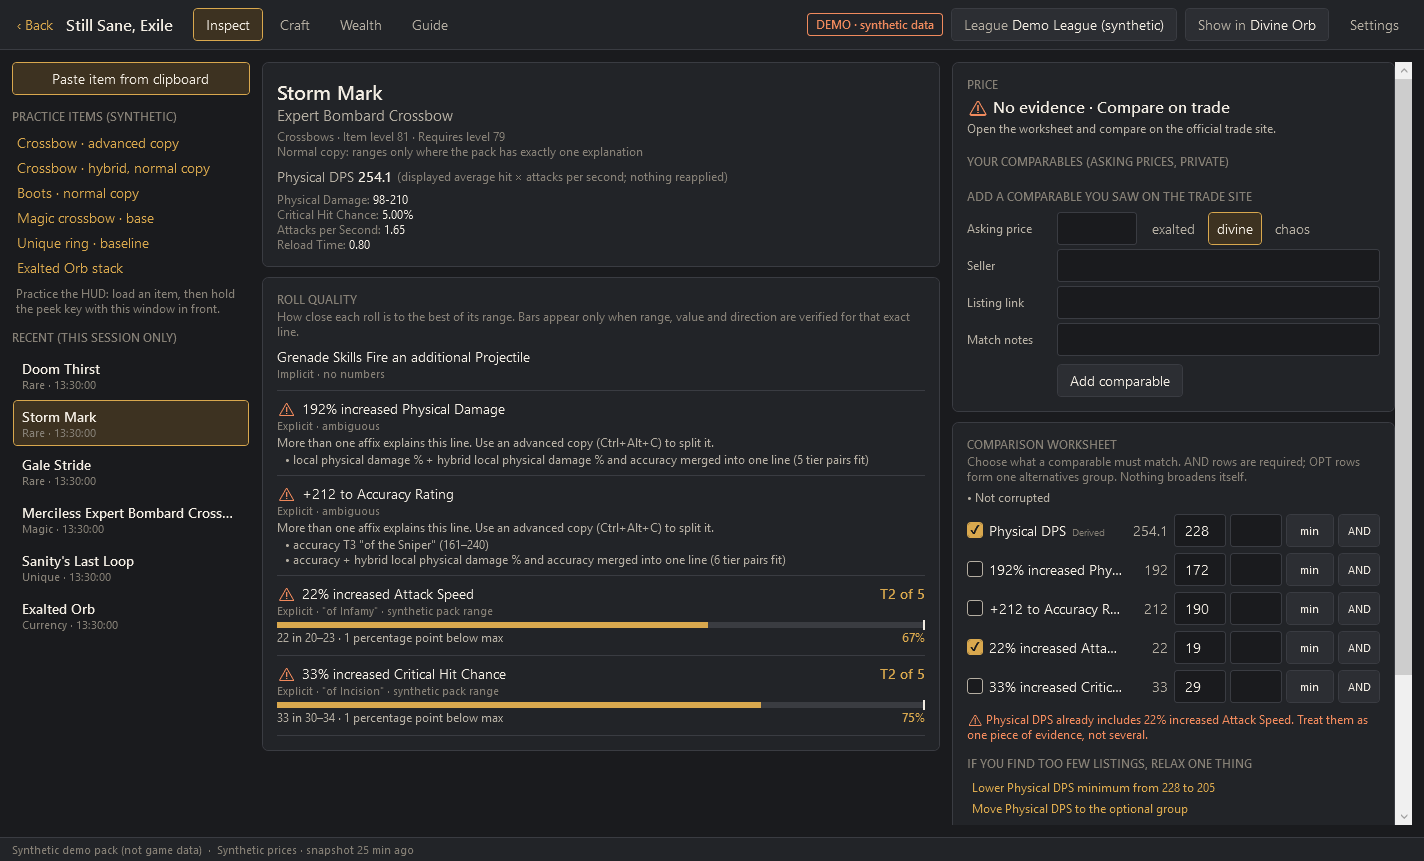 ‹ Back
Still Sane, Exile
Inspect
Craft
Wealth
Guide
DEMO · synthetic data
League Demo League (synthetic)
Show in Divine Orb
Settings
Paste item from clipboard
PRACTICE ITEMS (SYNTHETIC)
Crossbow · advanced copy
Crossbow · hybrid, normal copy
Boots · normal copy
Magic crossbow · base
Unique ring · baseline
Exalted Orb stack
Practice the HUD: load an item, then hold
the peek key with this window in front.
RECENT (THIS SESSION ONLY)
Doom Thirst
Rare · 13:30:00
Storm Mark
Rare · 13:30:00
Gale Stride
Rare · 13:30:00
Merciless Expert Bombard Cross...
Magic · 13:30:00
Sanity's Last Loop
Unique · 13:30:00
Exalted Orb
Currency · 13:30:00
Storm Mark
Expert Bombard Crossbow
Crossbows · Item level 81 · Requires level 79
Normal copy: ranges only where the pack has exactly one explanation
Physical DPS 254.1 (displayed average hit × attacks per second; nothing reapplied)
Physical Damage: 98-210
Critical Hit Chance: 5.00%
Attacks per Second: 1.65
Reload Time: 0.80
ROLL QUALITY
How close each roll is to the best of its range. Bars appear only when range, value and direction are verified for that exact
line.
Grenade Skills Fire an additional Projectile
Implicit · no numbers
192% increased Physical Damage
Explicit · ambiguous
More than one affix explains this line. Use an advanced copy (Ctrl+Alt+C) to split it.
• local physical damage % + hybrid local physical damage % and accuracy merged into one line (5 tier pairs fit)
+212 to Accuracy Rating
Explicit · ambiguous
More than one affix explains this line. Use an advanced copy (Ctrl+Alt+C) to split it.
• accuracy T3 "of the Sniper" (161–240)
• accuracy + hybrid local physical damage % and accuracy merged into one line (6 tier pairs fit)
22% increased Attack Speed
T2 of 5
Explicit · "of Infamy" · synthetic pack range
22 in 20–23 · 1 percentage point below max
67%
33% increased Critical Hit Chance
T2 of 5
Explicit · "of Incision" · synthetic pack range
33 in 30–34 · 1 percentage point below max
75%
PRICE
No evidence · Compare on trade
Open the worksheet and compare on the official trade site.
YOUR COMPARABLES (ASKING PRICES, PRIVATE)
ADD A COMPARABLE YOU SAW ON THE TRADE SITE
Asking price
exalted
divine
chaos
Seller
Listing link
Match notes
Add comparable
COMPARISON WORKSHEET
Choose what a comparable must match. AND rows are required; OPT rows
form one alternatives group. Nothing broadens itself.
• Not corrupted
Physical DPS Derived 254.1 228 min AND
192% increased Phy... 192 172 min AND
+212 to Accuracy R... 212 190 min AND
22% increased Atta... 22 19 min AND
33% increased Critic... 33 29 min AND
Physical DPS already includes 22% increased Attack Speed. Treat them as
one piece of evidence, not several.
IF YOU FIND TOO FEW LISTINGS, RELAX ONE THING
Lower Physical DPS minimum from 228 to 205
Move Physical DPS to the optional group
Synthetic demo pack (not game data) · Synthetic prices · snapshot 25 min ago